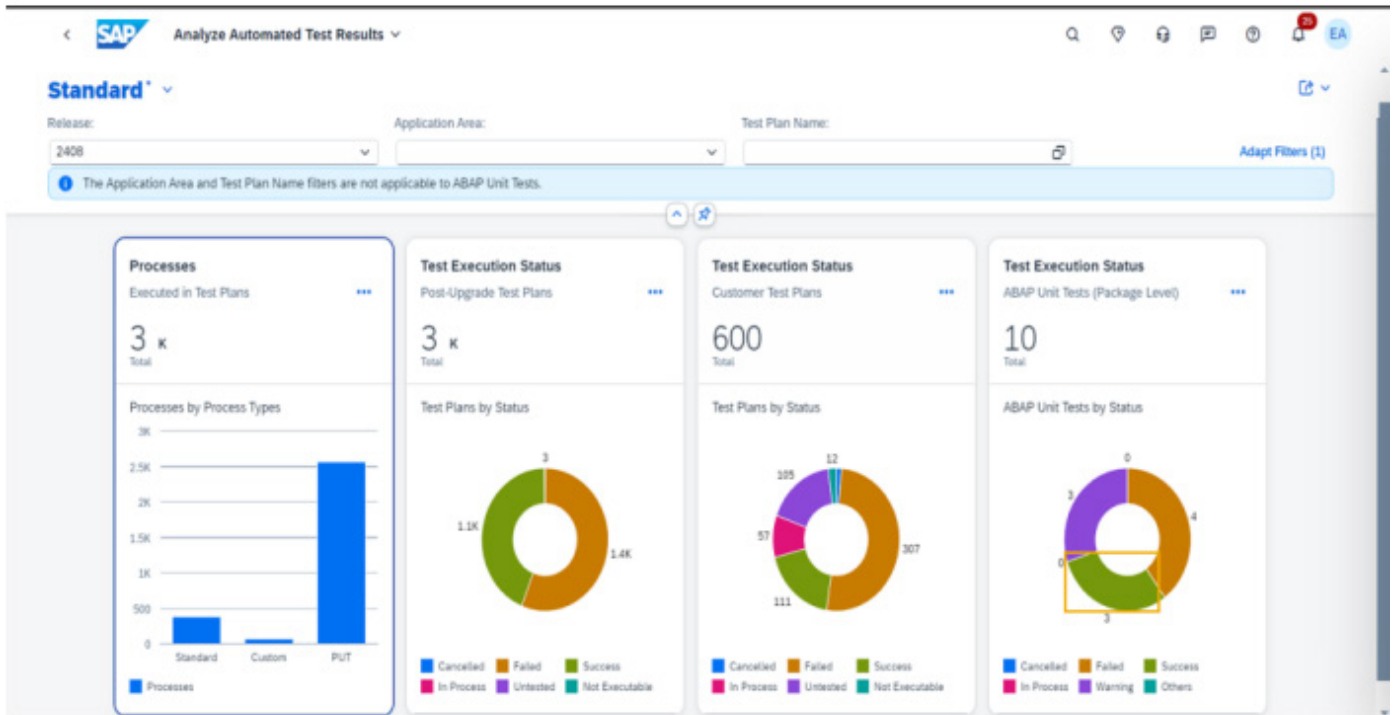 SAP Analyze Automated Test Results
25
EA
Standard*
Release:
Application Area:
Test Plan Name:
2408
Adapt Filters (1)
The Application Area and Test Plan Name filters are not applicable to ABAP Unit Tests.
Processes
Executed in Test Plans
3 K
Total
Processes by Process Types
3K
2.5K
2K
1.5K
1K
500
0
Standard Custom PUT
Processes
Test Execution Status
Post-Upgrade Test Plans
3 K
Total
Test Plans by Status
3
1.1K
1.4K
Cancelled Failed Success
In Process Untested Not Executable
Test Execution Status
Customer Test Plans
600
Total
Test Plans by Status
12
105
57
307
111
Cancelled Failed Success
In Process Untested Not Executable
Test Execution Status
ABAP Unit Tests (Package Level)
10
Total
ABAP Unit Tests by Status
0
3
4
0
3
Cancelled Failed Success
In Process Warning Others